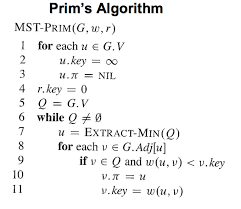 Prim's Algorithm
MST-PRIM(G, w, r)
1 for each u ∈ G.V
2 u.key = ∞
3 u.π = NIL
4 r.key = 0
5 Q = G.V
6 while Q ≠ ∅
7 u = EXTRACT-MIN(Q)
8 for each v ∈ G.Adj[u]
9 if v ∈ Q and w(u, v) < v.key
10 v.π = u
11 v.key = w(u, v)